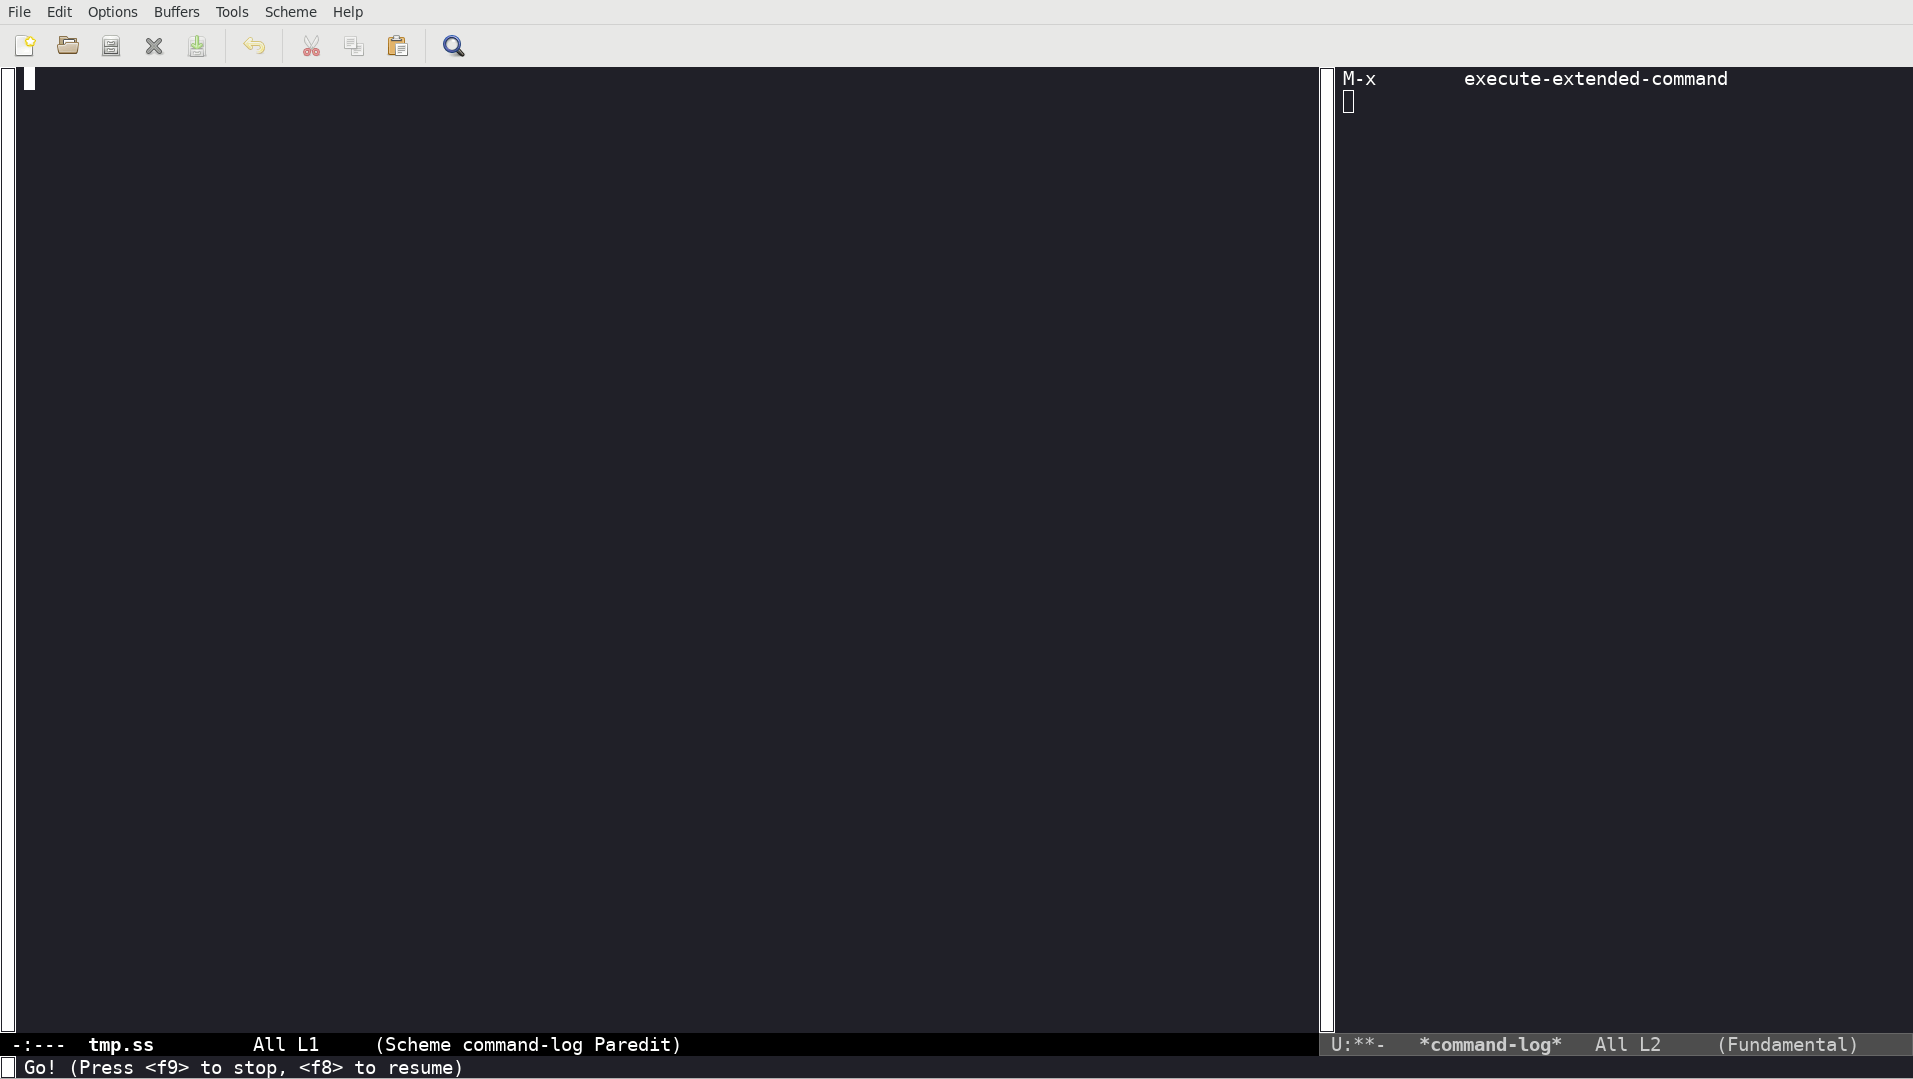 File Edit Options Buffers Tools Scheme Help
M-x execute-extended-command
-:--- tmp.ss All L1 (Scheme command-log Paredit)
U:**- *command-log* All L2 (Fundamental)
Go! (Press <f9> to stop, <f8> to resume)